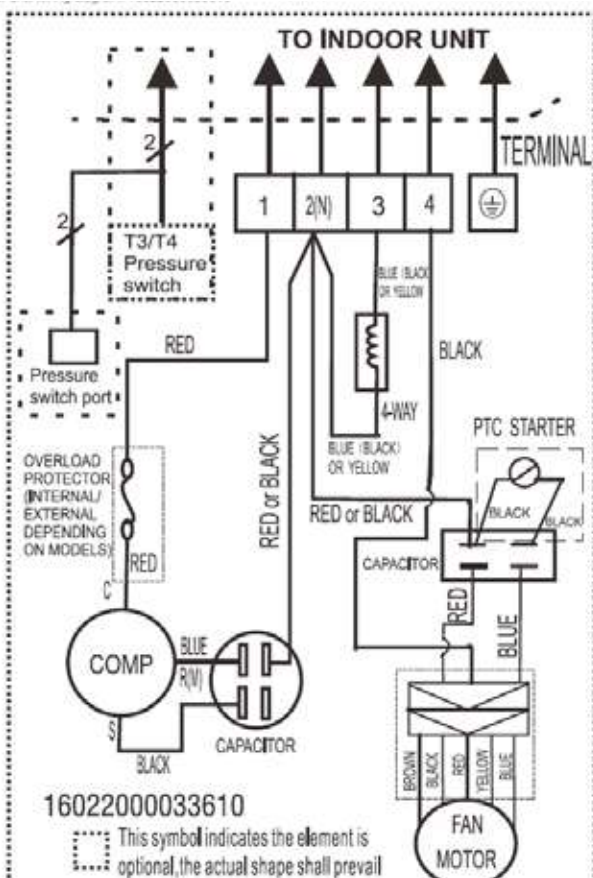 TO INDOOR UNIT
TERMINAL
1 2(N) 3 4
2
2
T3/T4
Pressure
switch
Pressure
switch port
RED
BLUE (BLACK)
OR YELLOW
BLACK
4-WAY
BLUE (BLACK)
OR YELLOW
PTC STARTER
BLACK
BLACK
OVERLOAD
PROTECTOR
(INTERNAL/
EXTERNAL
DEPENDING
ON MODELS)
RED
RED or BLACK
RED or BLACK
CAPACITOR
RED
BLUE
C
COMP
BLUE
R(M)
S
BLACK
CAPACITOR
BROWN
BLACK
RED
YELLOW
BLUE
FAN
MOTOR
16022000033610
This symbol indicates the element is
optional,the actual shape shall prevail